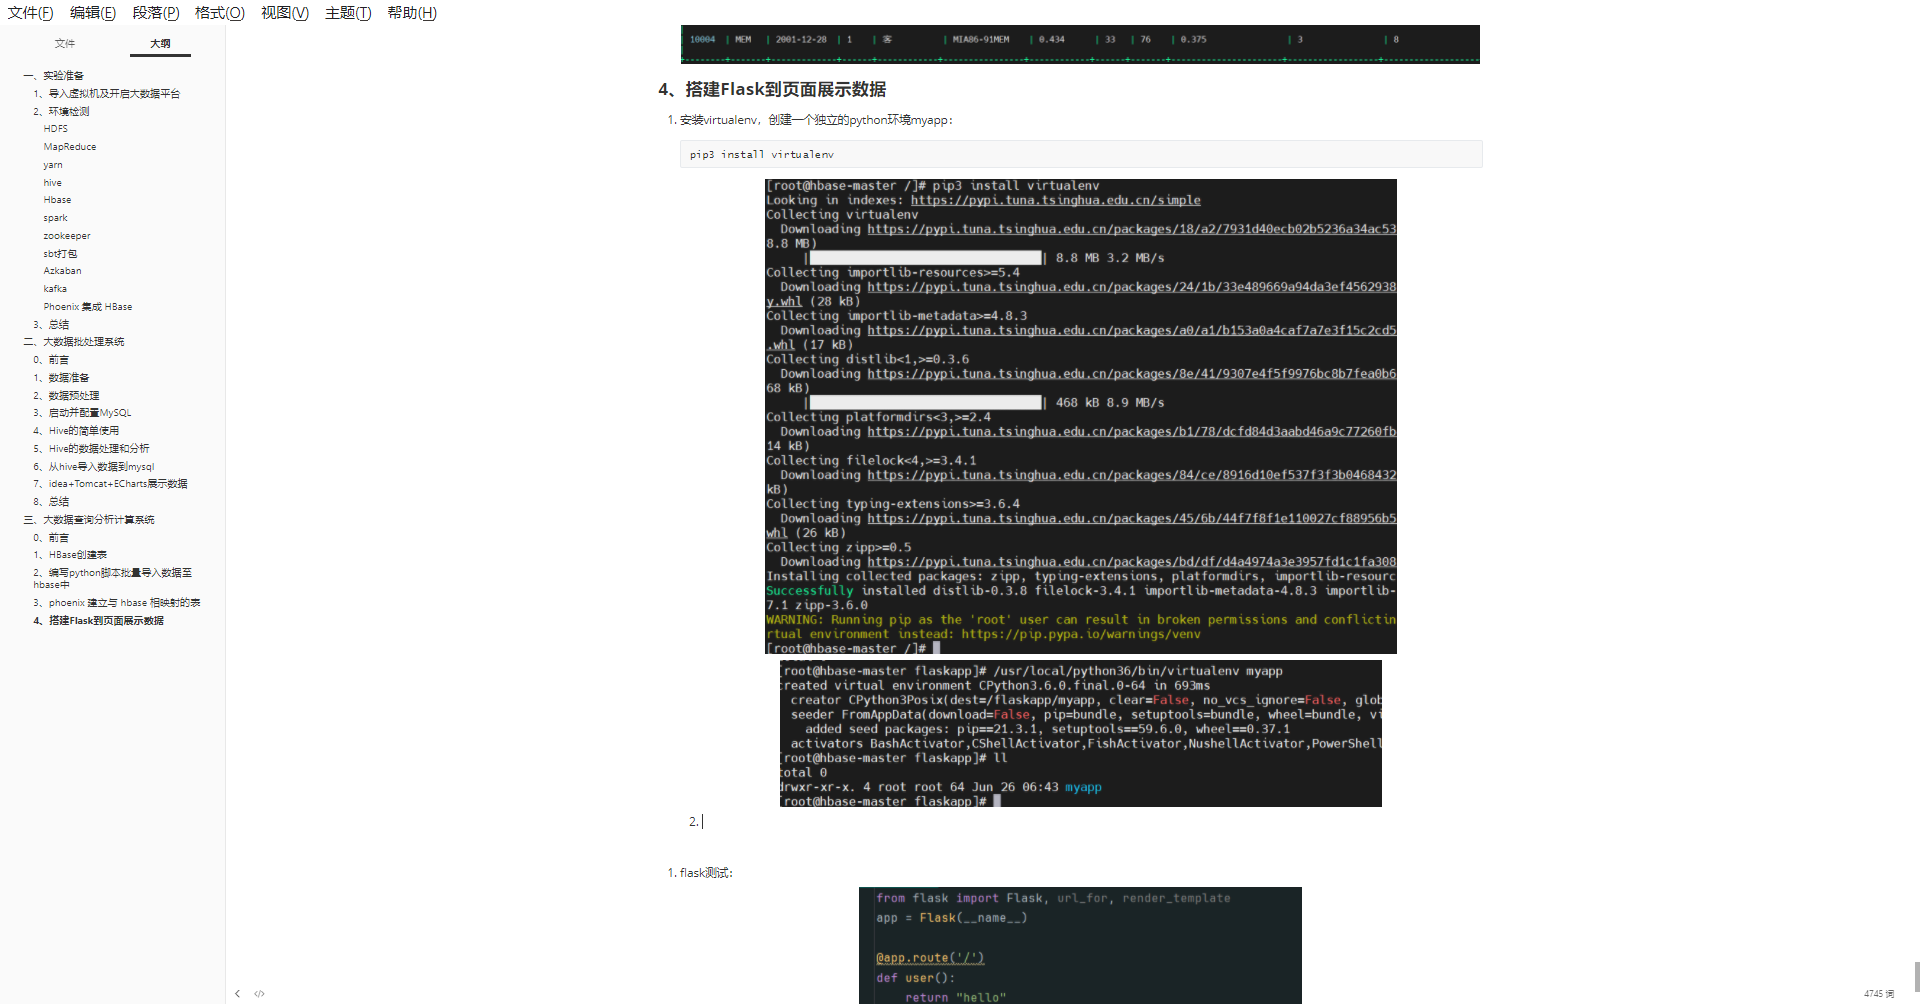 文件(F) 编辑(E) 段落(P) 格式(O) 视图(V) 主题(T) 帮助(H)
文件 大纲
一、实验准备
1、导入虚拟机及开启大数据平台
2、环境检测
HDFS
MapReduce
yarn
hive
Hbase
spark
zookeeper
sbt打包
Azkaban
kafka
Phoenix 集成 HBase
3、总结
二、大数据批处理系统
0、前言
1、数据准备
2、数据预处理
3、启动并配置MySQL
4、Hive的简单使用
5、Hive的数据处理和分析
6、从hive导入数据到mysql
7、idea+Tomcat+ECharts展示数据
8、总结
三、大数据查询分析计算系统
0、前言
1、HBase创建表
2、编写python脚本批量导入数据至
hbase中
3、phoenix 建立与 hbase 相映射的表
4、搭建Flask到页面展示数据
10004 | MEM | 2001-12-28 | 1 | 客 | MIA86-91MEM | 0.434 | 33 | 76 | 0.375 | 3 | 8
4、搭建Flask到页面展示数据
1. 安装virtualenv，创建一个独立的python环境myapp：
pip3 install virtualenv
[root@hbase-master /]# pip3 install virtualenv
Looking in indexes: https://pypi.tuna.tsinghua.edu.cn/simple
Collecting virtualenv
Downloading https://pypi.tuna.tsinghua.edu.cn/packages/18/a2/7931d40ecb02b5236a34ac53
8.8 MB)
| | 8.8 MB 3.2 MB/s
Collecting importlib-resources>=5.4
Downloading https://pypi.tuna.tsinghua.edu.cn/packages/24/1b/33e489669a94da3ef4562938
y.whl (28 kB)
Collecting importlib-metadata>=4.8.3
Downloading https://pypi.tuna.tsinghua.edu.cn/packages/a0/a1/b153a0a4caf7a7e3f15c2cd5
.whl (17 kB)
Collecting distlib<1,>=0.3.6
Downloading https://pypi.tuna.tsinghua.edu.cn/packages/8e/41/9307e4f5f9976bc8b7fea0b6
68 kB)
| | 468 kB 8.9 MB/s
Collecting platformdirs<3,>=2.4
Downloading https://pypi.tuna.tsinghua.edu.cn/packages/b1/78/dcfd84d3aabd46a9c77260fb
14 kB)
Collecting filelock<4,>=3.4.1
Downloading https://pypi.tuna.tsinghua.edu.cn/packages/84/ce/8916d10ef537f3f3b0468432
kB)
Collecting typing-extensions>=3.6.4
Downloading https://pypi.tuna.tsinghua.edu.cn/packages/45/6b/44f7f8f1e110027cf88956b5
whl (26 kB)
Collecting zipp>=0.5
Downloading https://pypi.tuna.tsinghua.edu.cn/packages/bd/df/d4a4974a3e3957fd1c1fa308
Installing collected packages: zipp, typing-extensions, platformdirs, importlib-resourc
Successfully installed distlib-0.3.8 filelock-3.4.1 importlib-metadata-4.8.3 importlib-
7.1 zipp-3.6.0
WARNING: Running pip as the 'root' user can result in broken permissions and conflictin
rtual environment instead: https://pip.pypa.io/warnings/venv
[root@hbase-master /]#
[root@hbase-master flaskapp]# /usr/local/python36/bin/virtualenv myapp
created virtual environment CPython3.6.0.final.0-64 in 693ms
creator CPython3Posix(dest=/flaskapp/myapp, clear=False, no_vcs_ignore=False, glob
seeder FromAppData(download=False, pip=bundle, setuptools=bundle, wheel=bundle, vi
added seed packages: pip==21.3.1, setuptools==59.6.0, wheel==0.37.1
activators BashActivator,CShellActivator,FishActivator,NushellActivator,PowerShell
[root@hbase-master flaskapp]# ll
total 0
drwxr-xr-x. 4 root root 64 Jun 26 06:43 myapp
[root@hbase-master flaskapp]#
2.
1. flask测试：
from flask import Flask, url_for, render_template
app = Flask(__name__)
@app.route('/')
def user():
return "hello"
4745 词